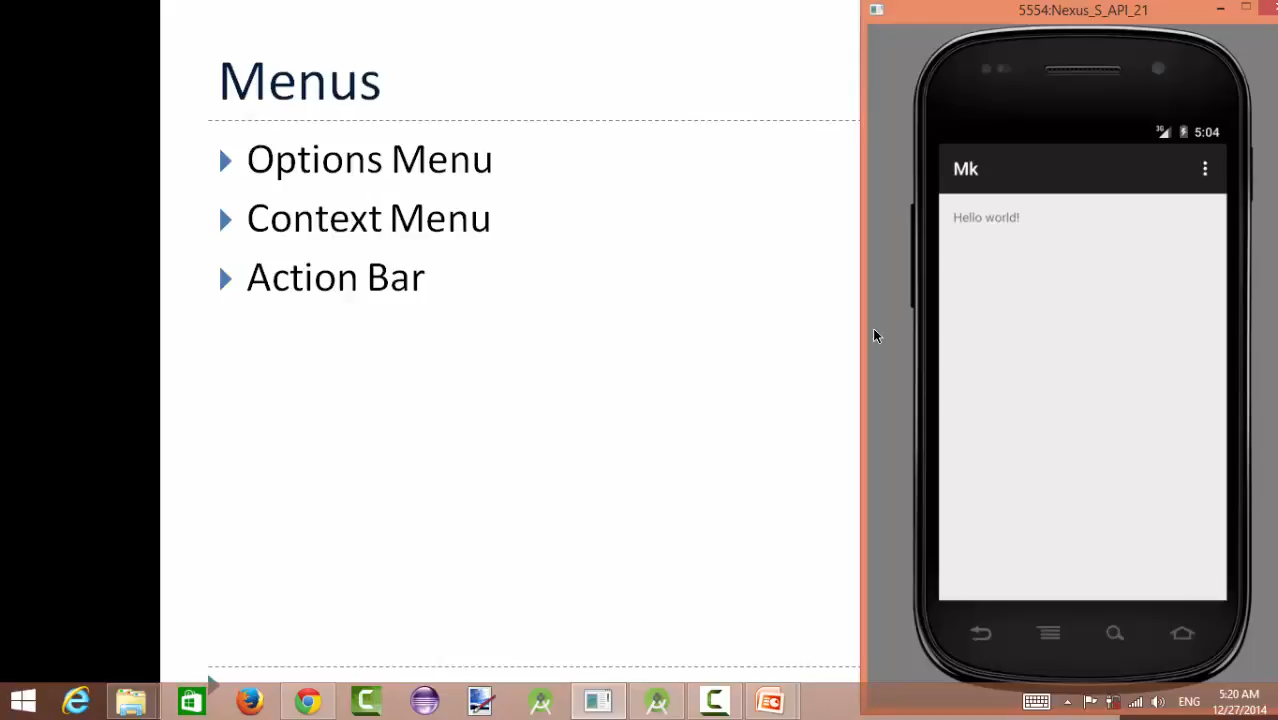 Menus
Options Menu
Context Menu
Action Bar
5554:Nexus_S_API_21
3G
5:04
Mk
Hello world!
ENG
5:20 AM
12/27/2014